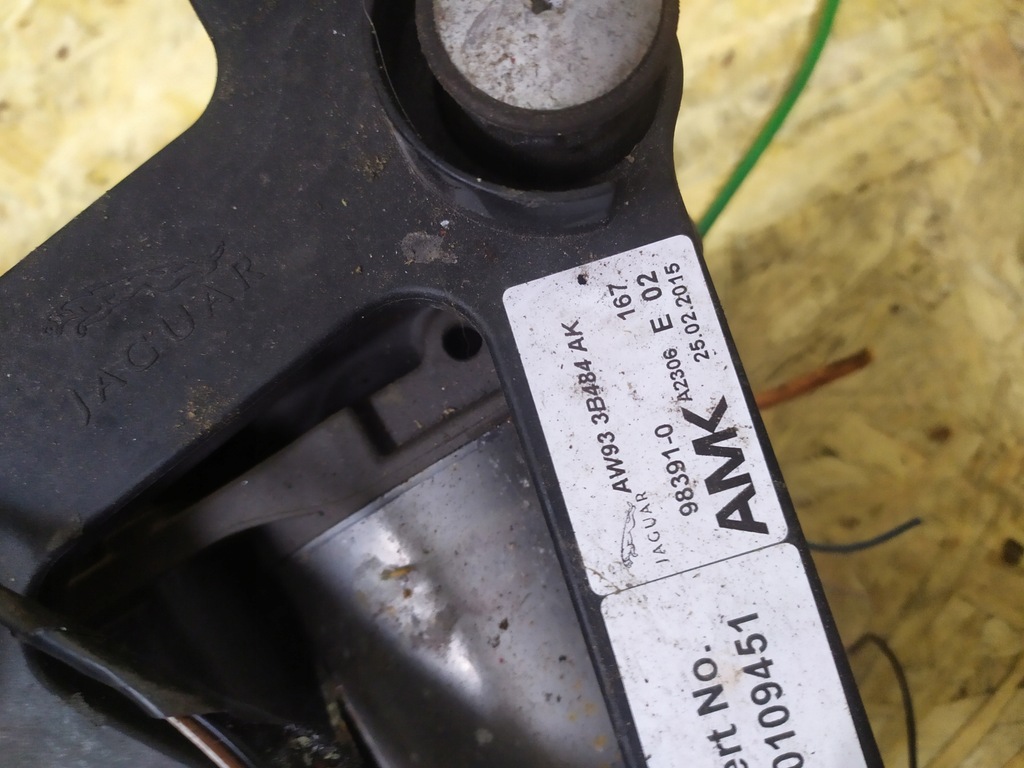 JAGUAR
AW93 3B484 AK 167
JAGUAR
98391-0 A2306 E 02
AMK 25.02.2015
ert No.
0109451